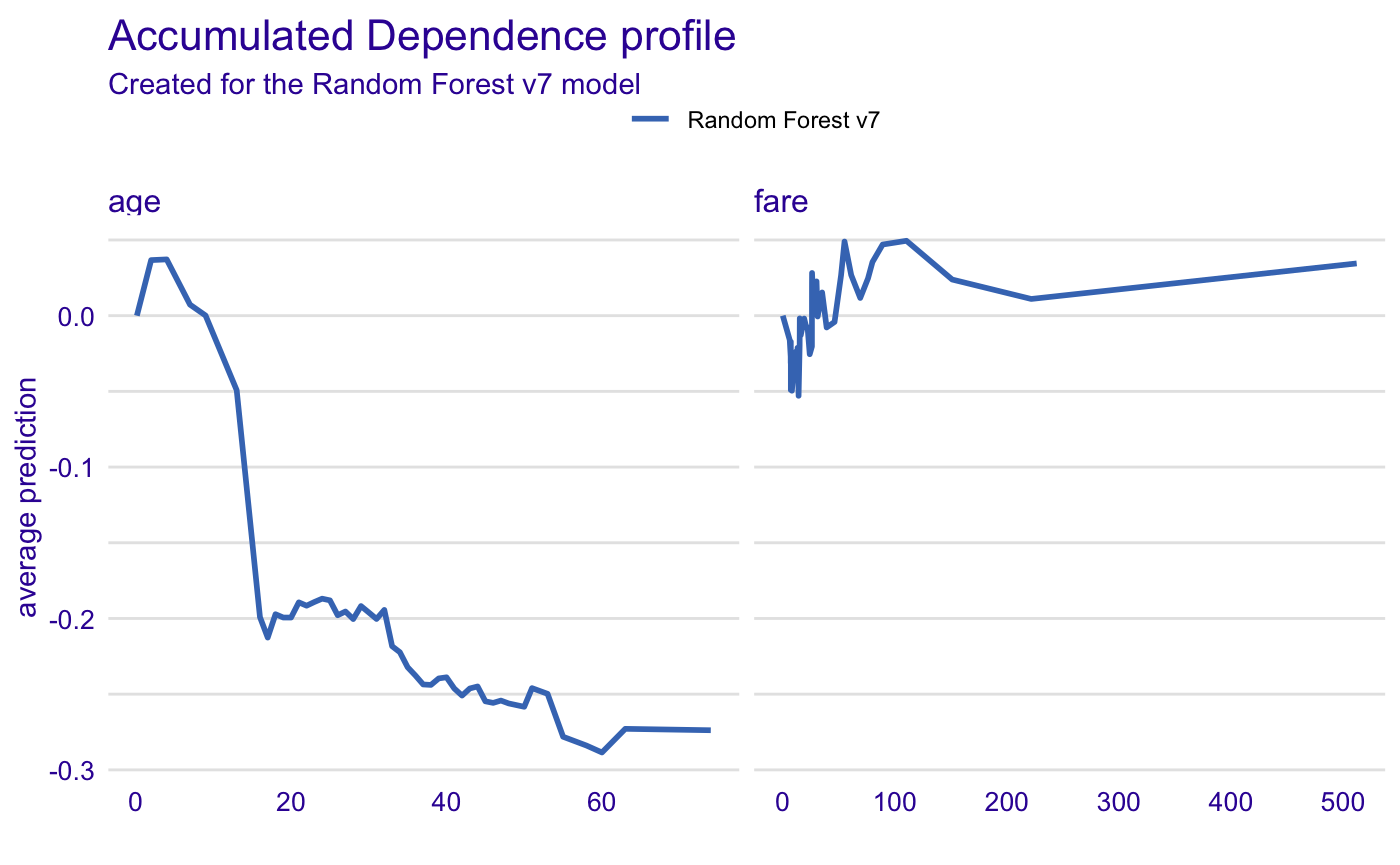 Accumulated Dependence profile
Created for the Random Forest v7 model
Random Forest v7
age
fare
average prediction
0.0
-0.1
-0.2
-0.3
0 20 40 60
0 100 200 300 400 500